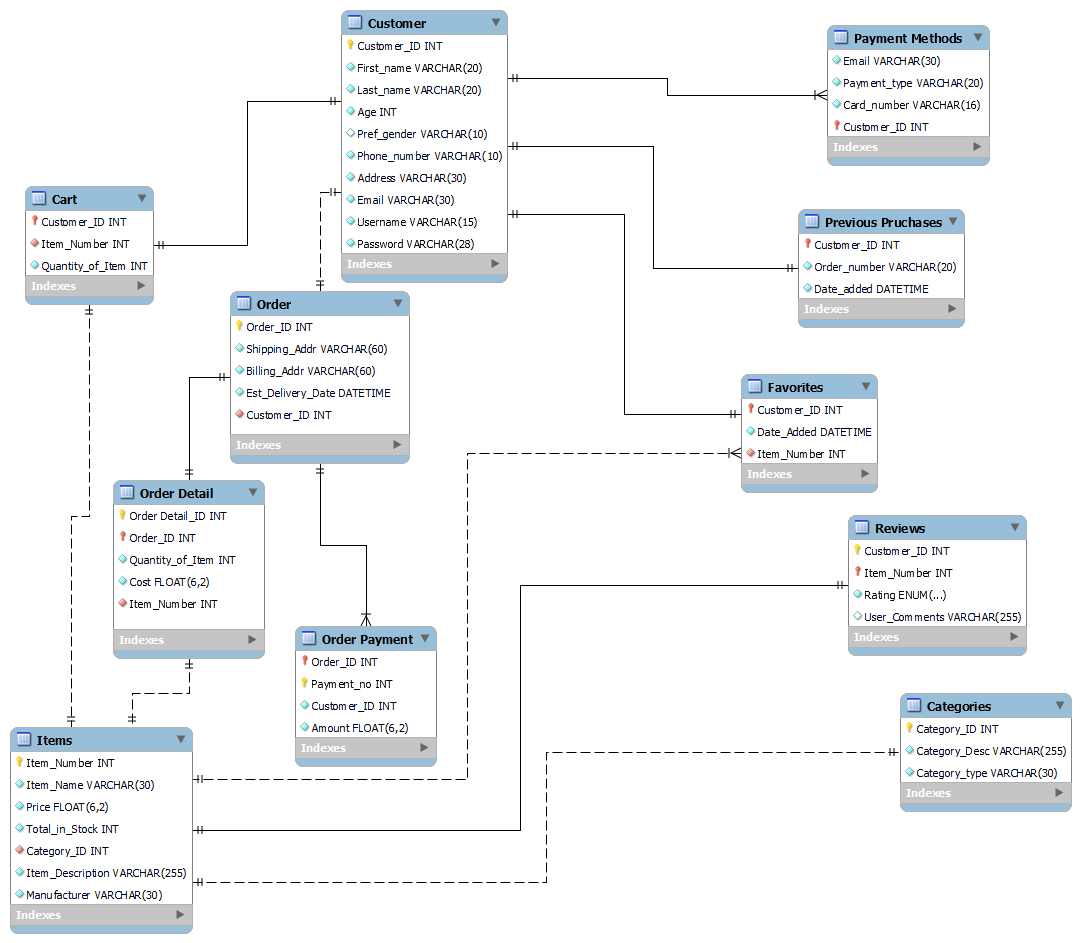 Customer
Customer_ID INT
First_name VARCHAR(20)
Last_name VARCHAR(20)
Age INT
Pref_gender VARCHAR(10)
Phone_number VARCHAR(10)
Address VARCHAR(30)
Email VARCHAR(30)
Username VARCHAR(15)
Password VARCHAR(28)
Indexes
Payment Methods
Email VARCHAR(30)
Payment_type VARCHAR(20)
Card_number VARCHAR(16)
Customer_ID INT
Indexes
Cart
Customer_ID INT
Item_Number INT
Quantity_of_Item INT
Indexes
Previous Pruchases
Customer_ID INT
Order_number VARCHAR(20)
Date_added DATETIME
Indexes
Order
Order_ID INT
Shipping_Addr VARCHAR(60)
Billing_Addr VARCHAR(60)
Est_Delivery_Date DATETIME
Customer_ID INT
Indexes
Favorites
Customer_ID INT
Date_Added DATETIME
Item_Number INT
Indexes
Order Detail
Order Detail_ID INT
Order_ID INT
Quantity_of_Item INT
Cost FLOAT(6,2)
Item_Number INT
Indexes
Reviews
Customer_ID INT
Item_Number INT
Rating ENUM(...)
User_Comments VARCHAR(255)
Indexes
Order Payment
Order_ID INT
Payment_no INT
Customer_ID INT
Amount FLOAT(6,2)
Indexes
Categories
Category_ID INT
Category_Desc VARCHAR(255)
Category_type VARCHAR(30)
Indexes
Items
Item_Number INT
Item_Name VARCHAR(30)
Price FLOAT(6,2)
Total_in_Stock INT
Category_ID INT
Item_Description VARCHAR(255)
Manufacturer VARCHAR(30)
Indexes